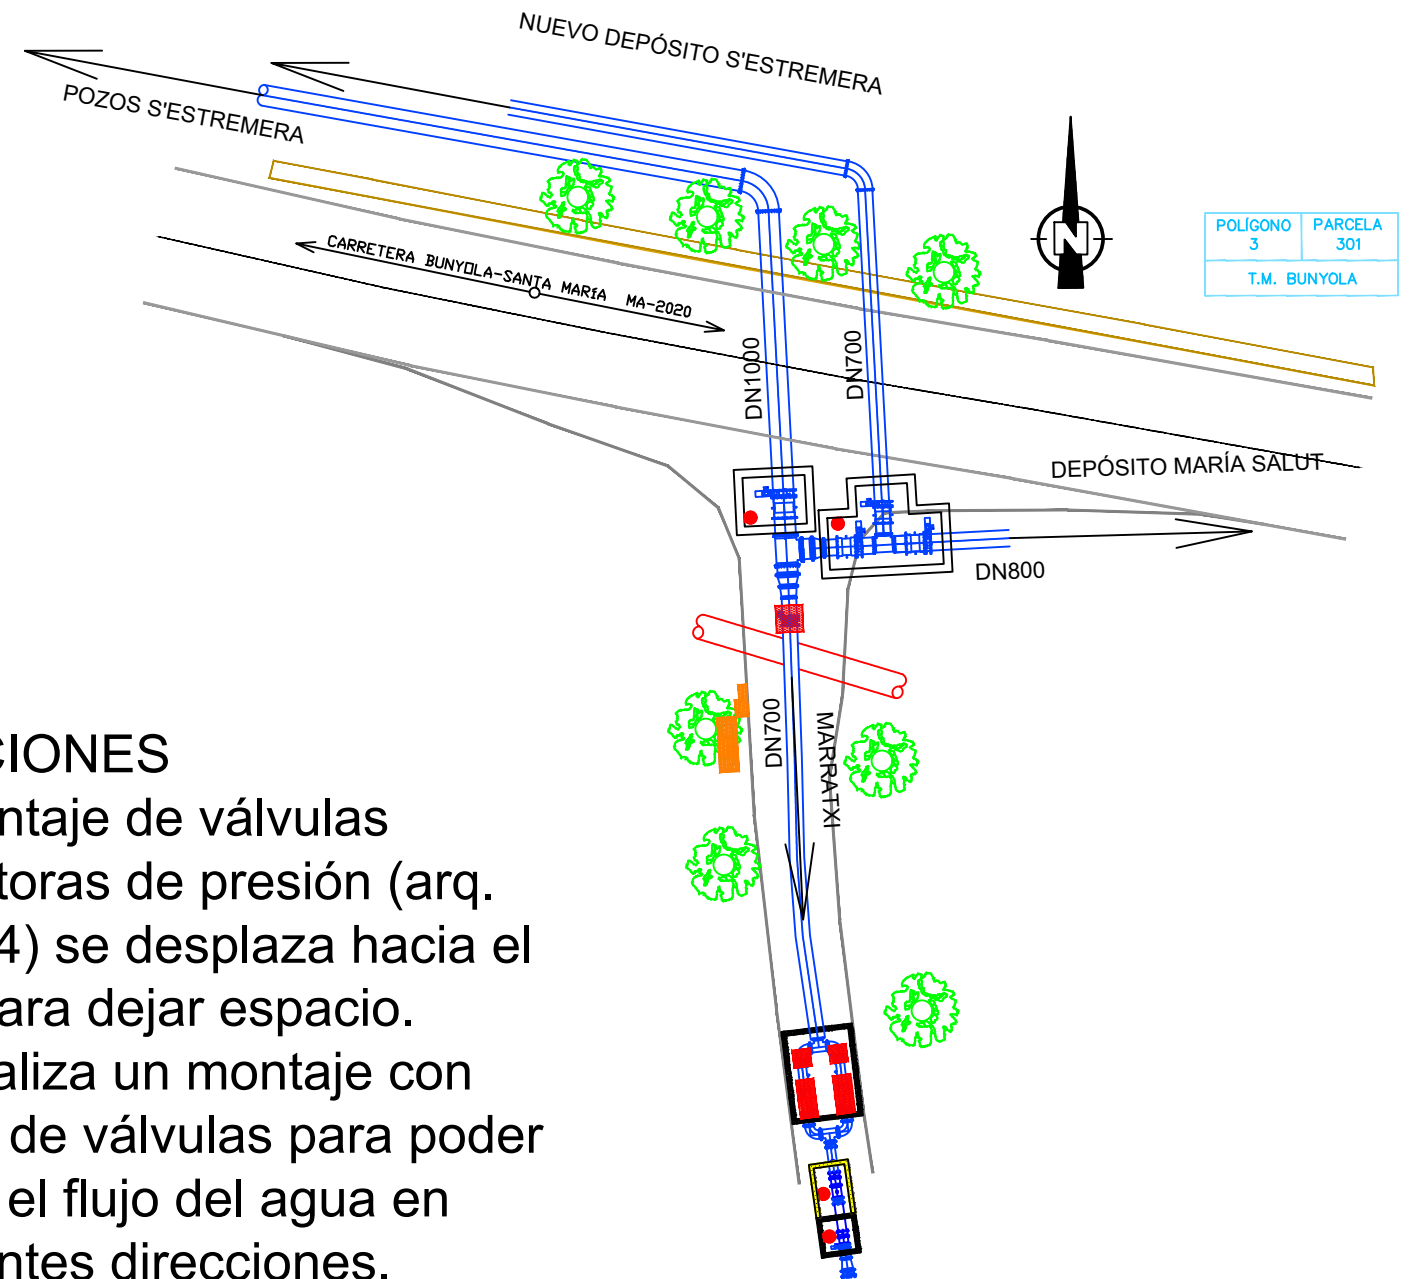 NUEVO DEPÓSITO S'ESTREMERA
POZOS S'ESTREMERA
CARRETERA BUNYOLA-SANTA MARÍA MA-2020
N
POLÍGONO
3
PARCELA
301
T.M. BUNYOLA
DN1000
DN700
DEPÓSITO MARÍA SALUT
DN800
DN700
MARRATXI
CIONES
ntaje de válvulas
toras de presión (arq.
4) se desplaza hacia el
ara dejar espacio.
aliza un montaje con
de válvulas para poder
el flujo del agua en
ntes direcciones.